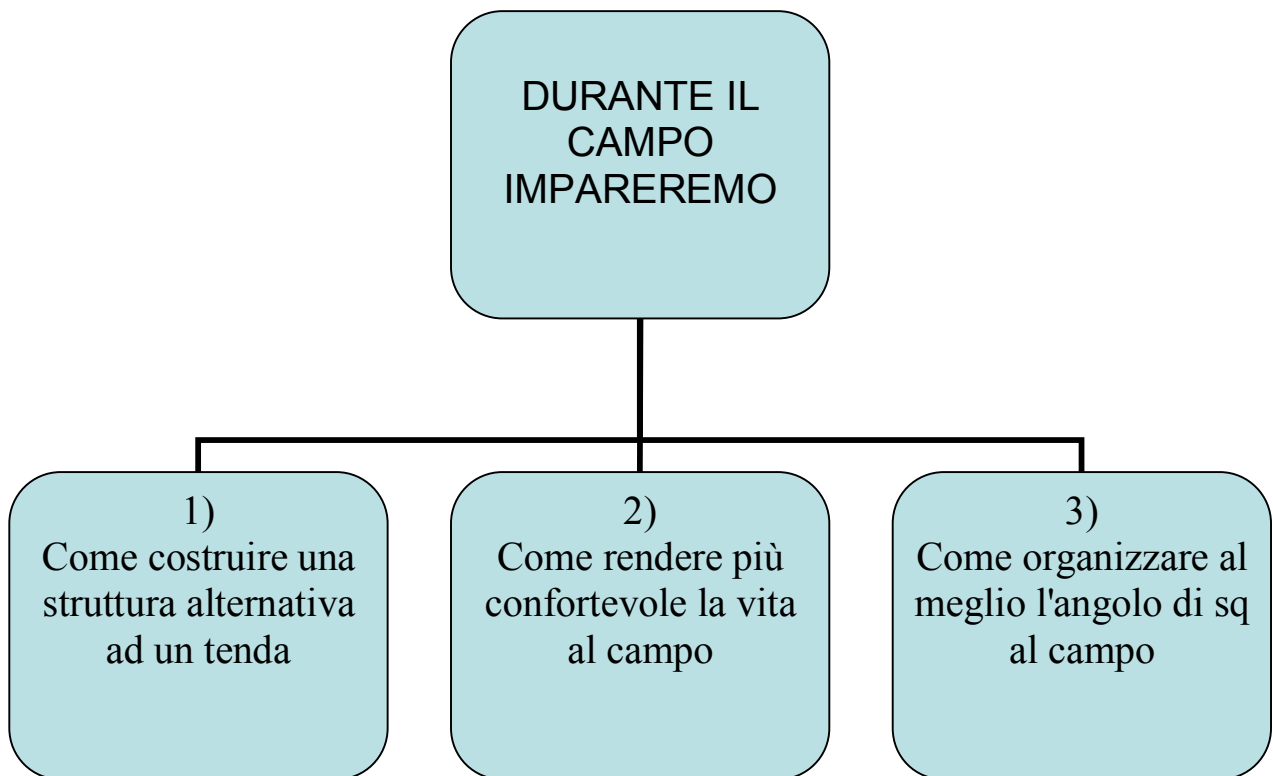 DURANTE IL
CAMPO
IMPAREREMO
1)
Come costruire una
struttura alternativa
ad un tenda
2)
Come rendere più
confortevole la vita
al campo
3)
Come organizzare al
meglio l'angolo di sq
al campo